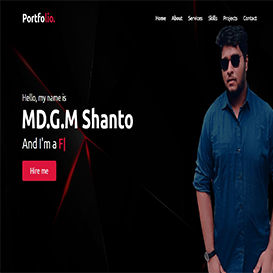 Portfolio.
Home About Services Skills Projects Contact
Hello, my name is
MD.G.M Shanto
And I'm a F|
Hire me